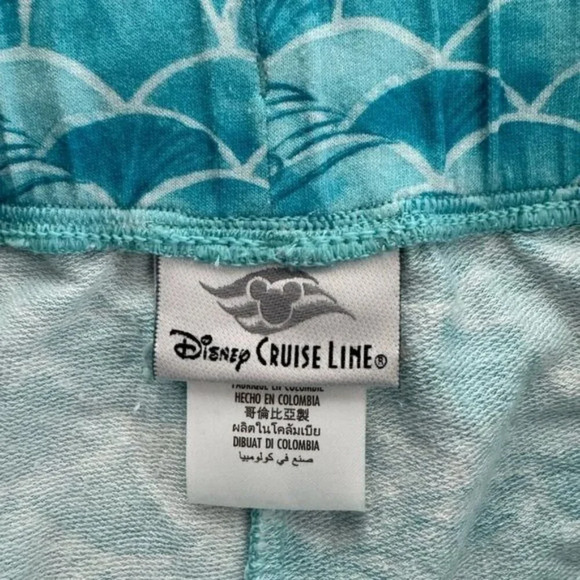 Disney CRUISE LINE®
FABRIQUÉ EN COLOMBIE
HECHO EN COLOMBIA
哥倫比亞製
ผลิตในโคลัมเบีย
DIBUAT DI COLOMBIA
صنع في كولومبيا